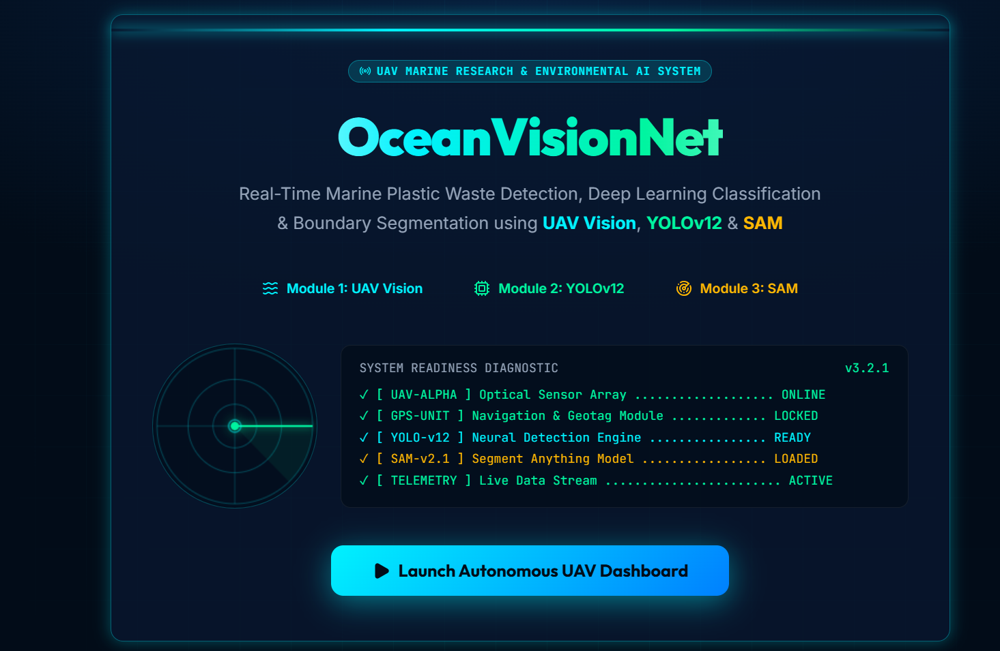 UAV MARINE RESEARCH & ENVIRONMENTAL AI SYSTEM
OceanVisionNet
Real-Time Marine Plastic Waste Detection, Deep Learning Classification
& Boundary Segmentation using UAV Vision, YOLOv12 & SAM
Module 1: UAV Vision
Module 2: YOLOv12
Module 3: SAM
SYSTEM READINESS DIAGNOSTIC v3.2.1
✓ [ UAV-ALPHA ] Optical Sensor Array ................... ONLINE
✓ [ GPS-UNIT ] Navigation & Geotag Module ............. LOCKED
✓ [ YOLO-v12 ] Neural Detection Engine ................ READY
✓ [ SAM-v2.1 ] Segment Anything Model ................. LOADED
✓ [ TELEMETRY ] Live Data Stream ........................ ACTIVE
Launch Autonomous UAV Dashboard